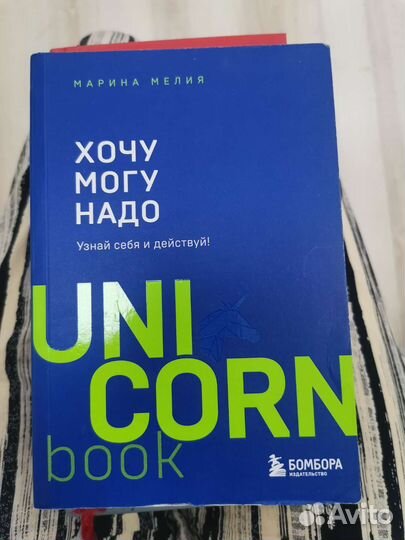 МАРИНА МЕЛИЯ
ХОЧУ
МОГУ
НАДО
Узнай себя и действуй!
UNI
CORN
book
БОМБОРА
ИЗДАТЕЛЬСТВО
Avito